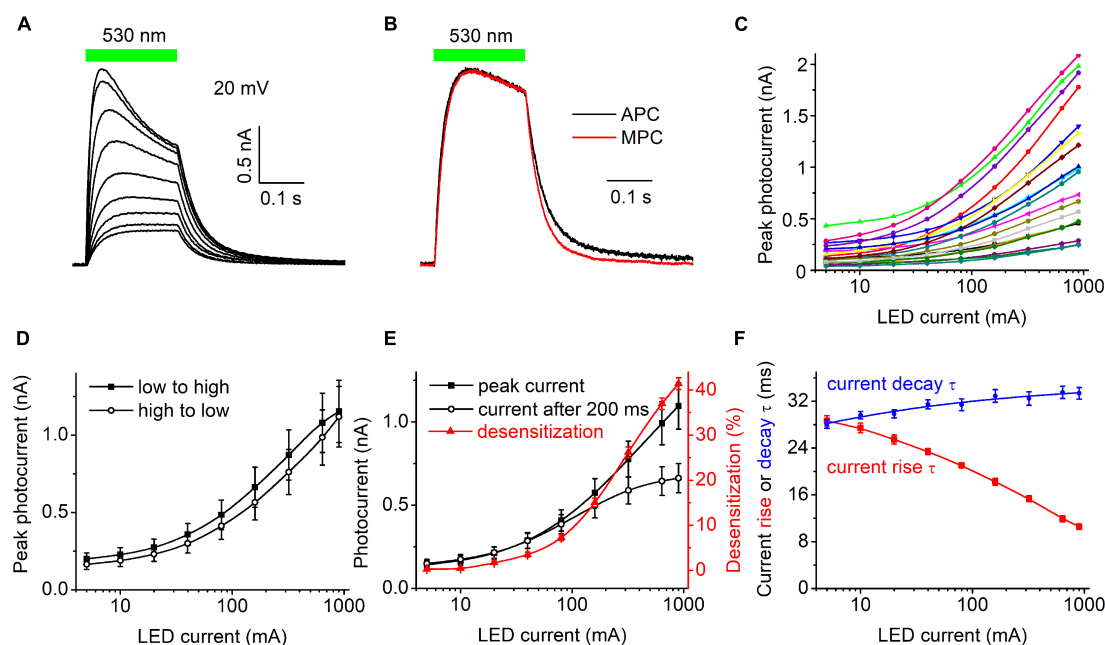 A
530 nm
20 mV
0.5 nA
0.1 s
B
530 nm
APC
MPC
0.1 s
C
Peak photocurrent (nA)
2
1.5
1
0.5
0
10
100
1000
LED current (mA)
D
Peak photocurrent (nA)
1.0
0.5
0.0
low to high
high to low
10
100
1000
LED current (mA)
E
Photocurrent (nA)
1.0
0.5
0.0
peak current
current after 200 ms
desensitization
40
30
20
10
0
Desensitization (%)
10
100
1000
LED current (mA)
F
Current rise or decay τ (ms)
32
24
16
8
0
current decay τ
current rise τ
10
100
1000
LED current (mA)